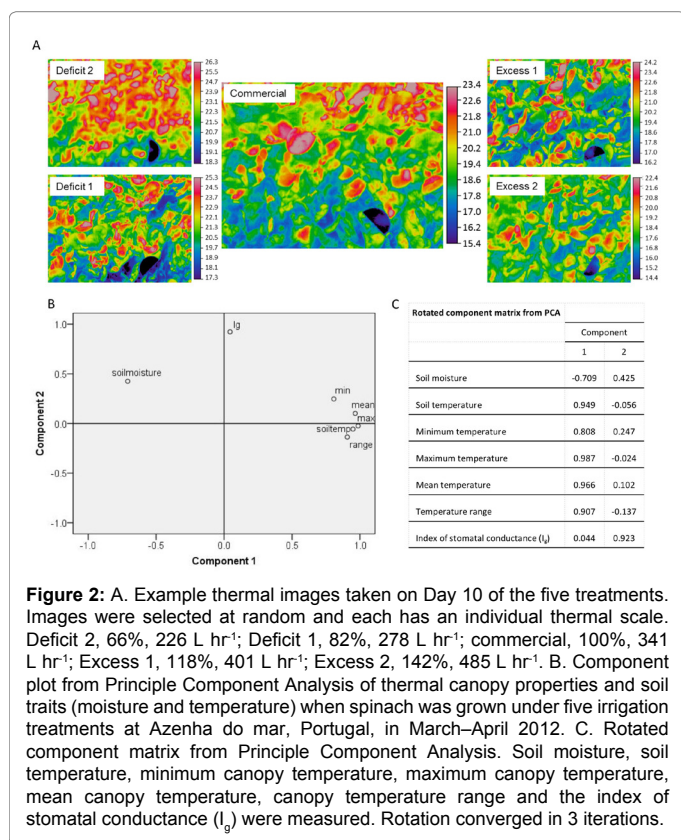 A
Deficit 2
26.3
25.5
24.7
23.9
23.1
22.3
21.5
20.7
19.9
19.1
18.3
Deficit 1
25.3
24.5
23.7
22.9
22.1
21.3
20.5
19.7
18.9
18.1
17.3
Commercial
23.4
22.6
21.8
21.0
20.2
19.4
18.6
17.8
17.0
16.2
15.4
Excess 1
24.2
23.4
22.6
21.8
21.0
20.2
19.4
18.6
17.8
17.0
16.2
Excess 2
22.4
21.6
20.8
20.0
19.2
18.4
17.6
16.8
16.0
15.2
14.4
B
1.0
0.5
0.0
-0.5
-1.0
Component 2
Ig
soilmoisture
min
mean
max
soiltemp
range
-1.0 -0.5 0.0 0.5 1.0
Component 1
C
Rotated component matrix from PCA
Component
1 2
Soil moisture -0.709 0.425
Soil temperature 0.949 -0.056
Minimum temperature 0.808 0.247
Maximum temperature 0.987 -0.024
Mean temperature 0.966 0.102
Temperature range 0.907 -0.137
Index of stomatal conductance (Ig) 0.044 0.923
Figure 2: A. Example thermal images taken on Day 10 of the five treatments.
Images were selected at random and each has an individual thermal scale.
Deficit 2, 66%, 226 L hr-1; Deficit 1, 82%, 278 L hr-1; commercial, 100%, 341
L hr-1; Excess 1, 118%, 401 L hr-1; Excess 2, 142%, 485 L hr-1. B. Component
plot from Principle Component Analysis of thermal canopy properties and soil
traits (moisture and temperature) when spinach was grown under five irrigation
treatments at Azenha do mar, Portugal, in March–April 2012. C. Rotated
component matrix from Principle Component Analysis. Soil moisture, soil
temperature, minimum canopy temperature, maximum canopy temperature,
mean canopy temperature, canopy temperature range and the index of
stomatal conductance (Ig) were measured. Rotation converged in 3 iterations.